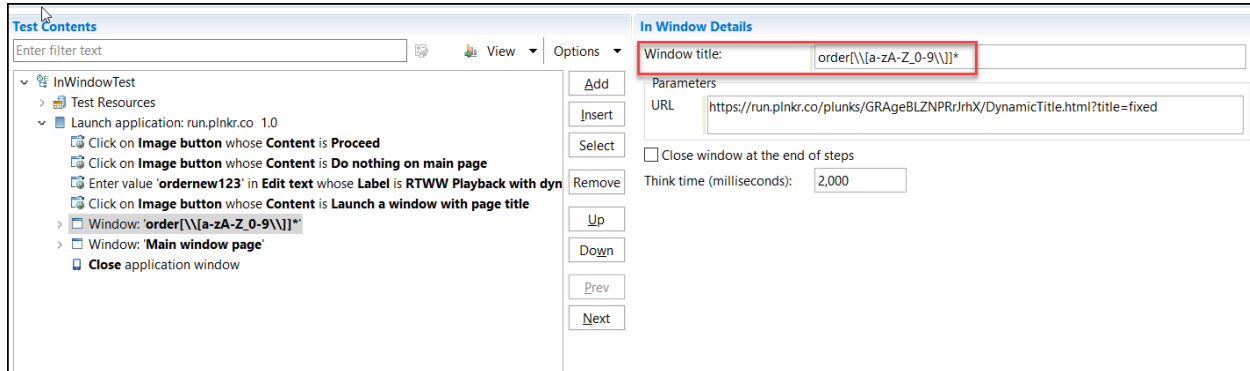 Test Contents
Enter filter text
View
Options
InWindowTest
Test Resources
Launch application: run.plnkr.co 1.0
Click on Image button whose Content is Proceed
Click on Image button whose Content is Do nothing on main page
Enter value 'ordernew123' in Edit text whose Label is RTWW Playback with dyn
Click on Image button whose Content is Launch a window with page title
Window: 'order[\\[a-zA-Z_0-9\\]]*'
Window: 'Main window page'
Close application window
Add
Insert
Select
Remove
Up
Down
Prev
Next
In Window Details
Window title: order[\\[a-zA-Z_0-9\\]]*
Parameters
URL https://run.plnkr.co/plunks/GRAgeBLZNPRrJrhX/DynamicTitle.html?title=fixed
Close window at the end of steps
Think time (milliseconds): 2,000